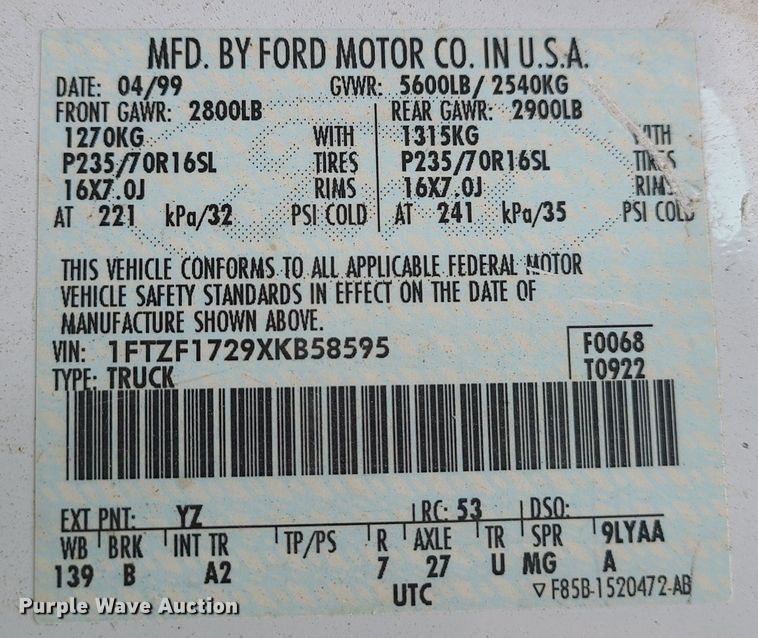 MFD. BY FORD MOTOR CO. IN U.S.A.
DATE: 04/99 GVWR: 5600LB/ 2540KG
FRONT GAWR: 2800LB REAR GAWR: 2900LB
1270KG WITH 1315KG WITH
P235/70R16SL TIRES P235/70R16SL TIRES
16X7.0J RIMS 16X7.0J RIMS
AT 221 kPa/32 PSI COLD AT 241 kPa/35 PSI COLD
THIS VEHICLE CONFORMS TO ALL APPLICABLE FEDERAL MOTOR
VEHICLE SAFETY STANDARDS IN EFFECT ON THE DATE OF
MANUFACTURE SHOWN ABOVE.
VIN: 1FTZF1729XKB58595 F0068
TYPE: TRUCK T0922
EXT PNT: YZ RC: 53 DSO:
WB BRK INT TR TP/PS R AXLE TR SPR 9LYAA
139 B A2 7 27 U MG A
UTC ▽ F85B-1520472-AB
Purple Wave Auction